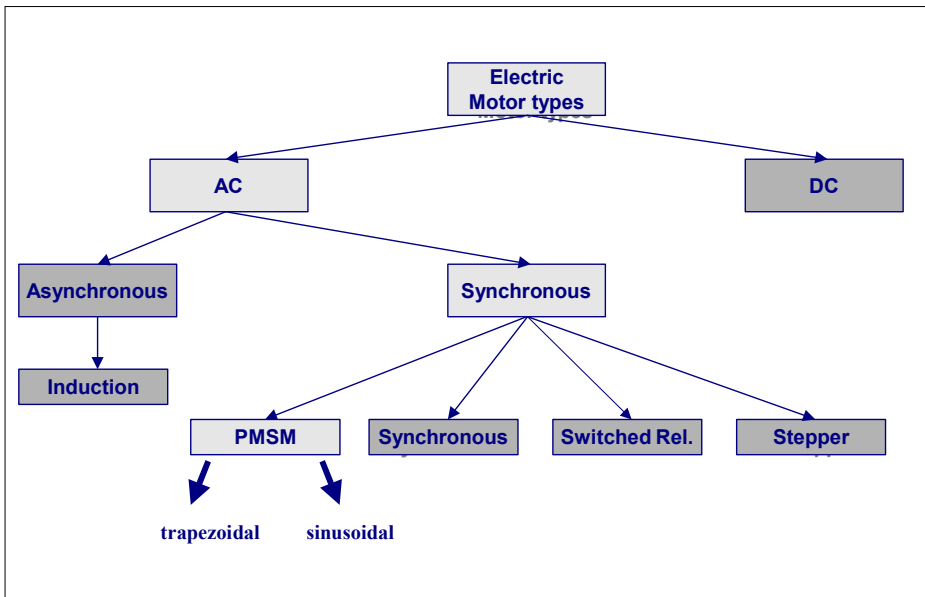 Electric
Motor types
AC
DC
Asynchronous
Synchronous
Induction
PMSM
Synchronous
Switched Rel.
Stepper
trapezoidal
sinusoidal